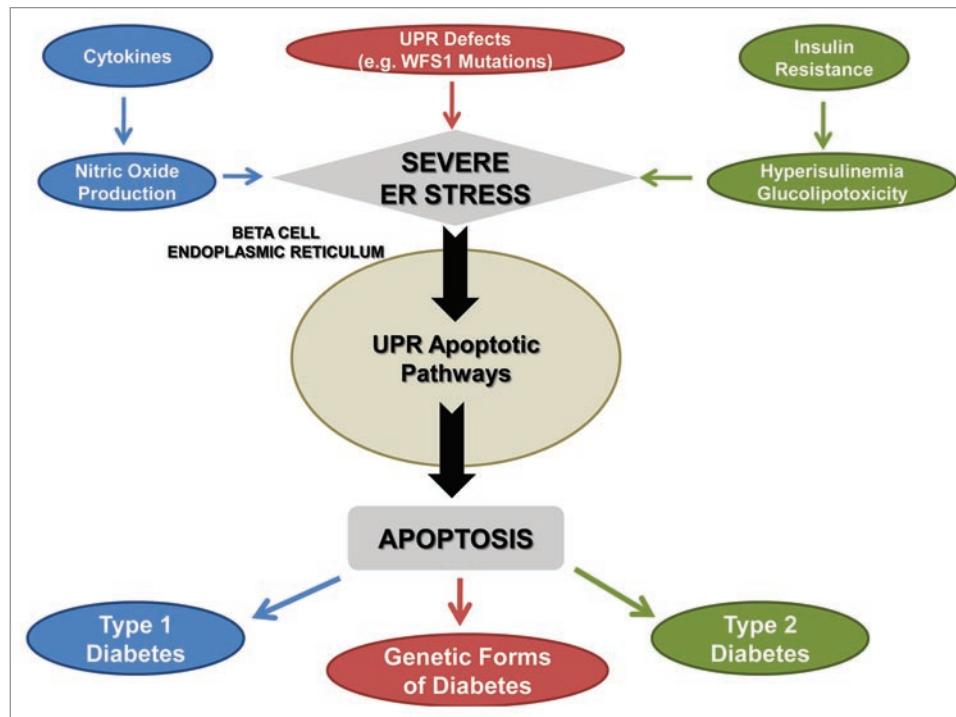 Cytokines
UPR Defects
(e.g. WFS1 Mutations)
Insulin
Resistance
Nitric Oxide
Production
SEVERE
ER STRESS
Hyperisulinemia
Glucolipotoxicity
BETA CELL
ENDOPLASMIC RETICULUM
UPR Apoptotic
Pathways
APOPTOSIS
Type 1
Diabetes
Genetic Forms
of Diabetes
Type 2
Diabetes